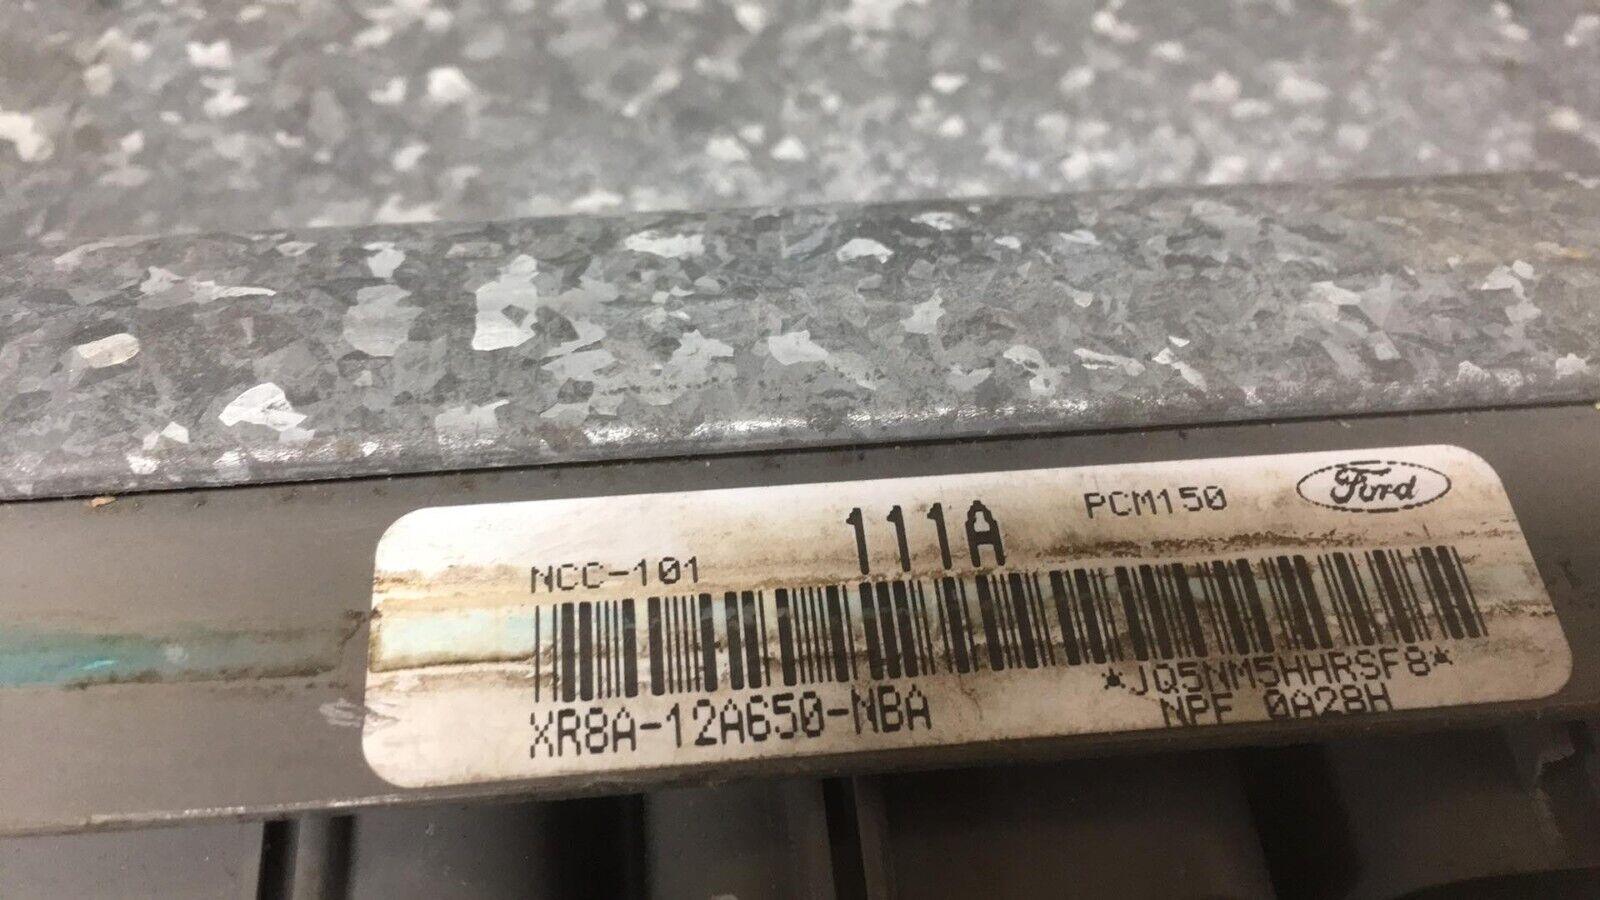 111A
PCM150
Ford
NCC-101
*JQ5NM5HHRSF8*
XR8A-12A650-NBA
NPF 0A28H